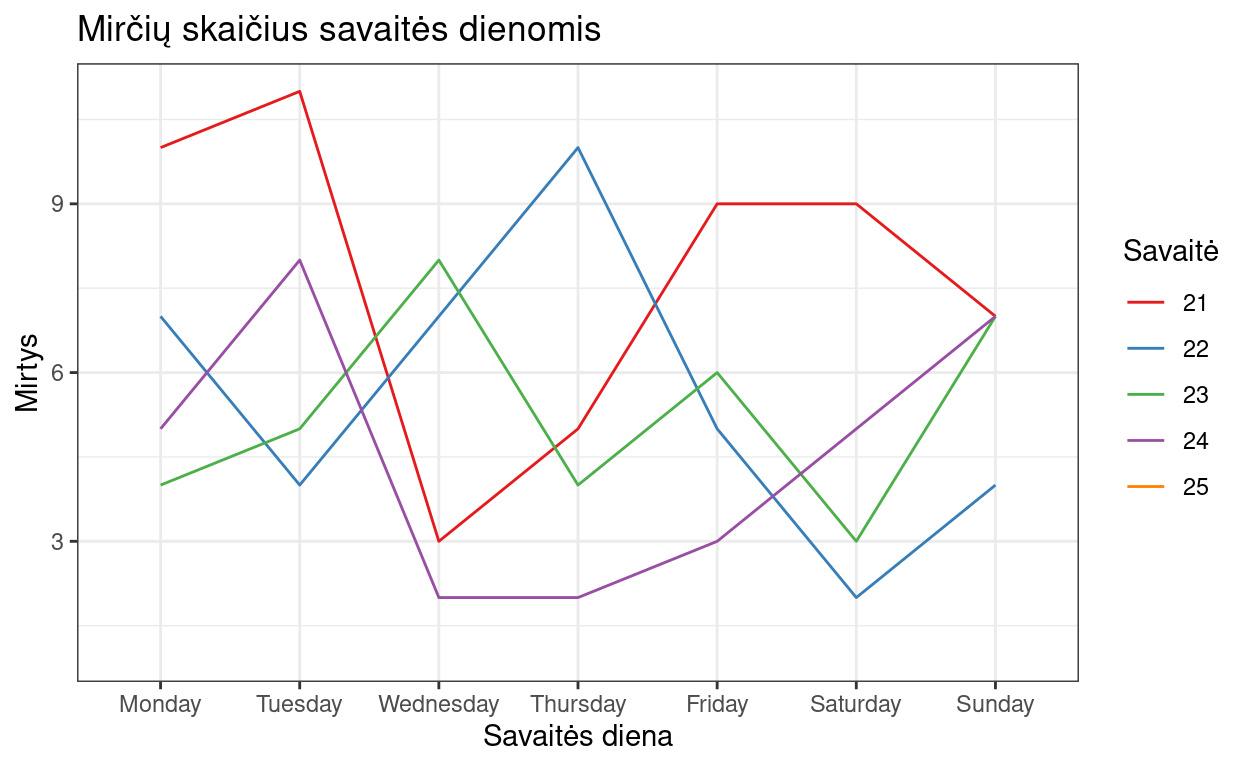 Mirčių skaičius savaitės dienomis
Mirtys
9
6
3
Monday Tuesday Wednesday Thursday Friday Saturday Sunday
Savaitės diena
Savaitė
21
22
23
24
25